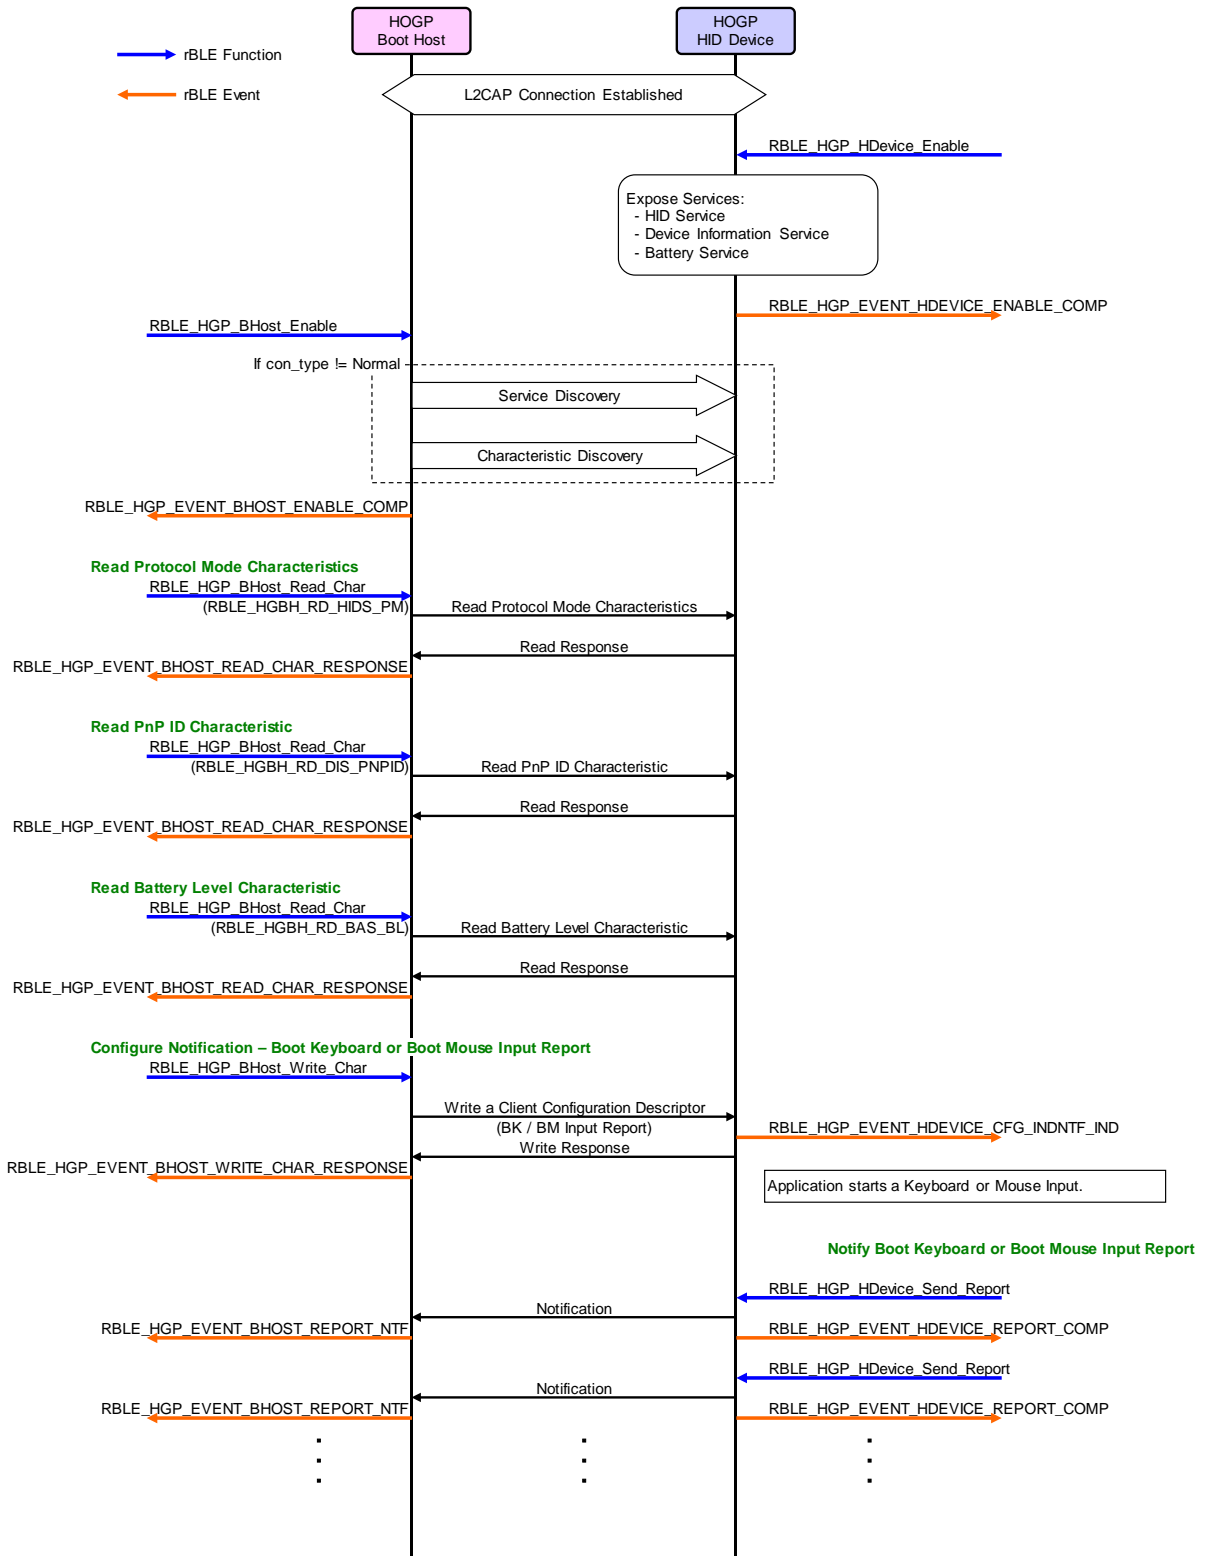 HOGP
Boot Host
HOGP
HID Device
rBLE Function
rBLE Event
L2CAP Connection Established
RBLE_HGP_HDevice_Enable
Expose Services:
- HID Service
- Device Information Service
- Battery Service
RBLE_HGP_EVENT_HDEVICE_ENABLE_COMP
RBLE_HGP_BHost_Enable
If con_type != Normal
Service Discovery
Characteristic Discovery
RBLE_HGP_EVENT_BHOST_ENABLE_COMP
Read Protocol Mode Characteristics
RBLE_HGP_BHost_Read_Char
(RBLE_HGBH_RD_HIDS_PM)
Read Protocol Mode Characteristics
Read Response
RBLE_HGP_EVENT_BHOST_READ_CHAR_RESPONSE
Read PnP ID Characteristic
RBLE_HGP_BHost_Read_Char
(RBLE_HGBH_RD_DIS_PNPID)
Read PnP ID Characteristic
Read Response
RBLE_HGP_EVENT_BHOST_READ_CHAR_RESPONSE
Read Battery Level Characteristic
RBLE_HGP_BHost_Read_Char
(RBLE_HGBH_RD_BAS_BL)
Read Battery Level Characteristic
Read Response
RBLE_HGP_EVENT_BHOST_READ_CHAR_RESPONSE
Configure Notification – Boot Keyboard or Boot Mouse Input Report
RBLE_HGP_BHost_Write_Char
Write a Client Configuration Descriptor
(BK / BM Input Report)
RBLE_HGP_EVENT_HDEVICE_CFG_INDNTF_IND
Write Response
RBLE_HGP_EVENT_BHOST_WRITE_CHAR_RESPONSE
Application starts a Keyboard or Mouse Input.
Notify Boot Keyboard or Boot Mouse Input Report
RBLE_HGP_HDevice_Send_Report
Notification
RBLE_HGP_EVENT_BHOST_REPORT_NTF
RBLE_HGP_EVENT_HDEVICE_REPORT_COMP
RBLE_HGP_HDevice_Send_Report
Notification
RBLE_HGP_EVENT_BHOST_REPORT_NTF
RBLE_HGP_EVENT_HDEVICE_REPORT_COMP